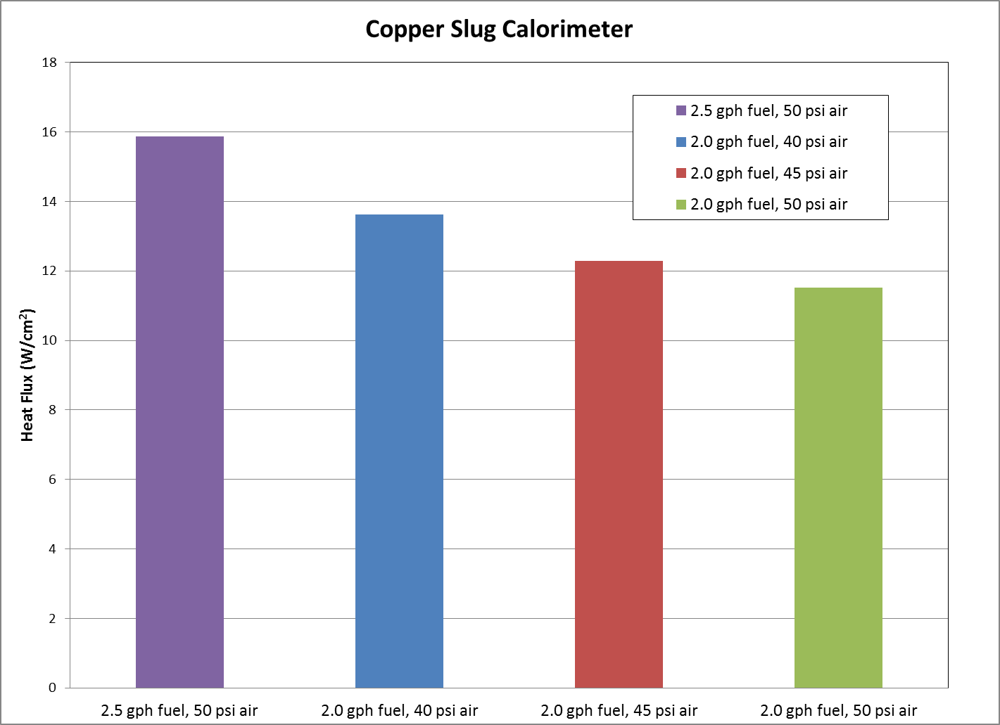 Copper Slug Calorimeter
18
16
14
12
10
8
6
4
2
0
Heat Flux (W/cm²)
2.5 gph fuel, 50 psi air
2.0 gph fuel, 40 psi air
2.0 gph fuel, 45 psi air
2.0 gph fuel, 50 psi air
2.5 gph fuel, 50 psi air
2.0 gph fuel, 40 psi air
2.0 gph fuel, 45 psi air
2.0 gph fuel, 50 psi air